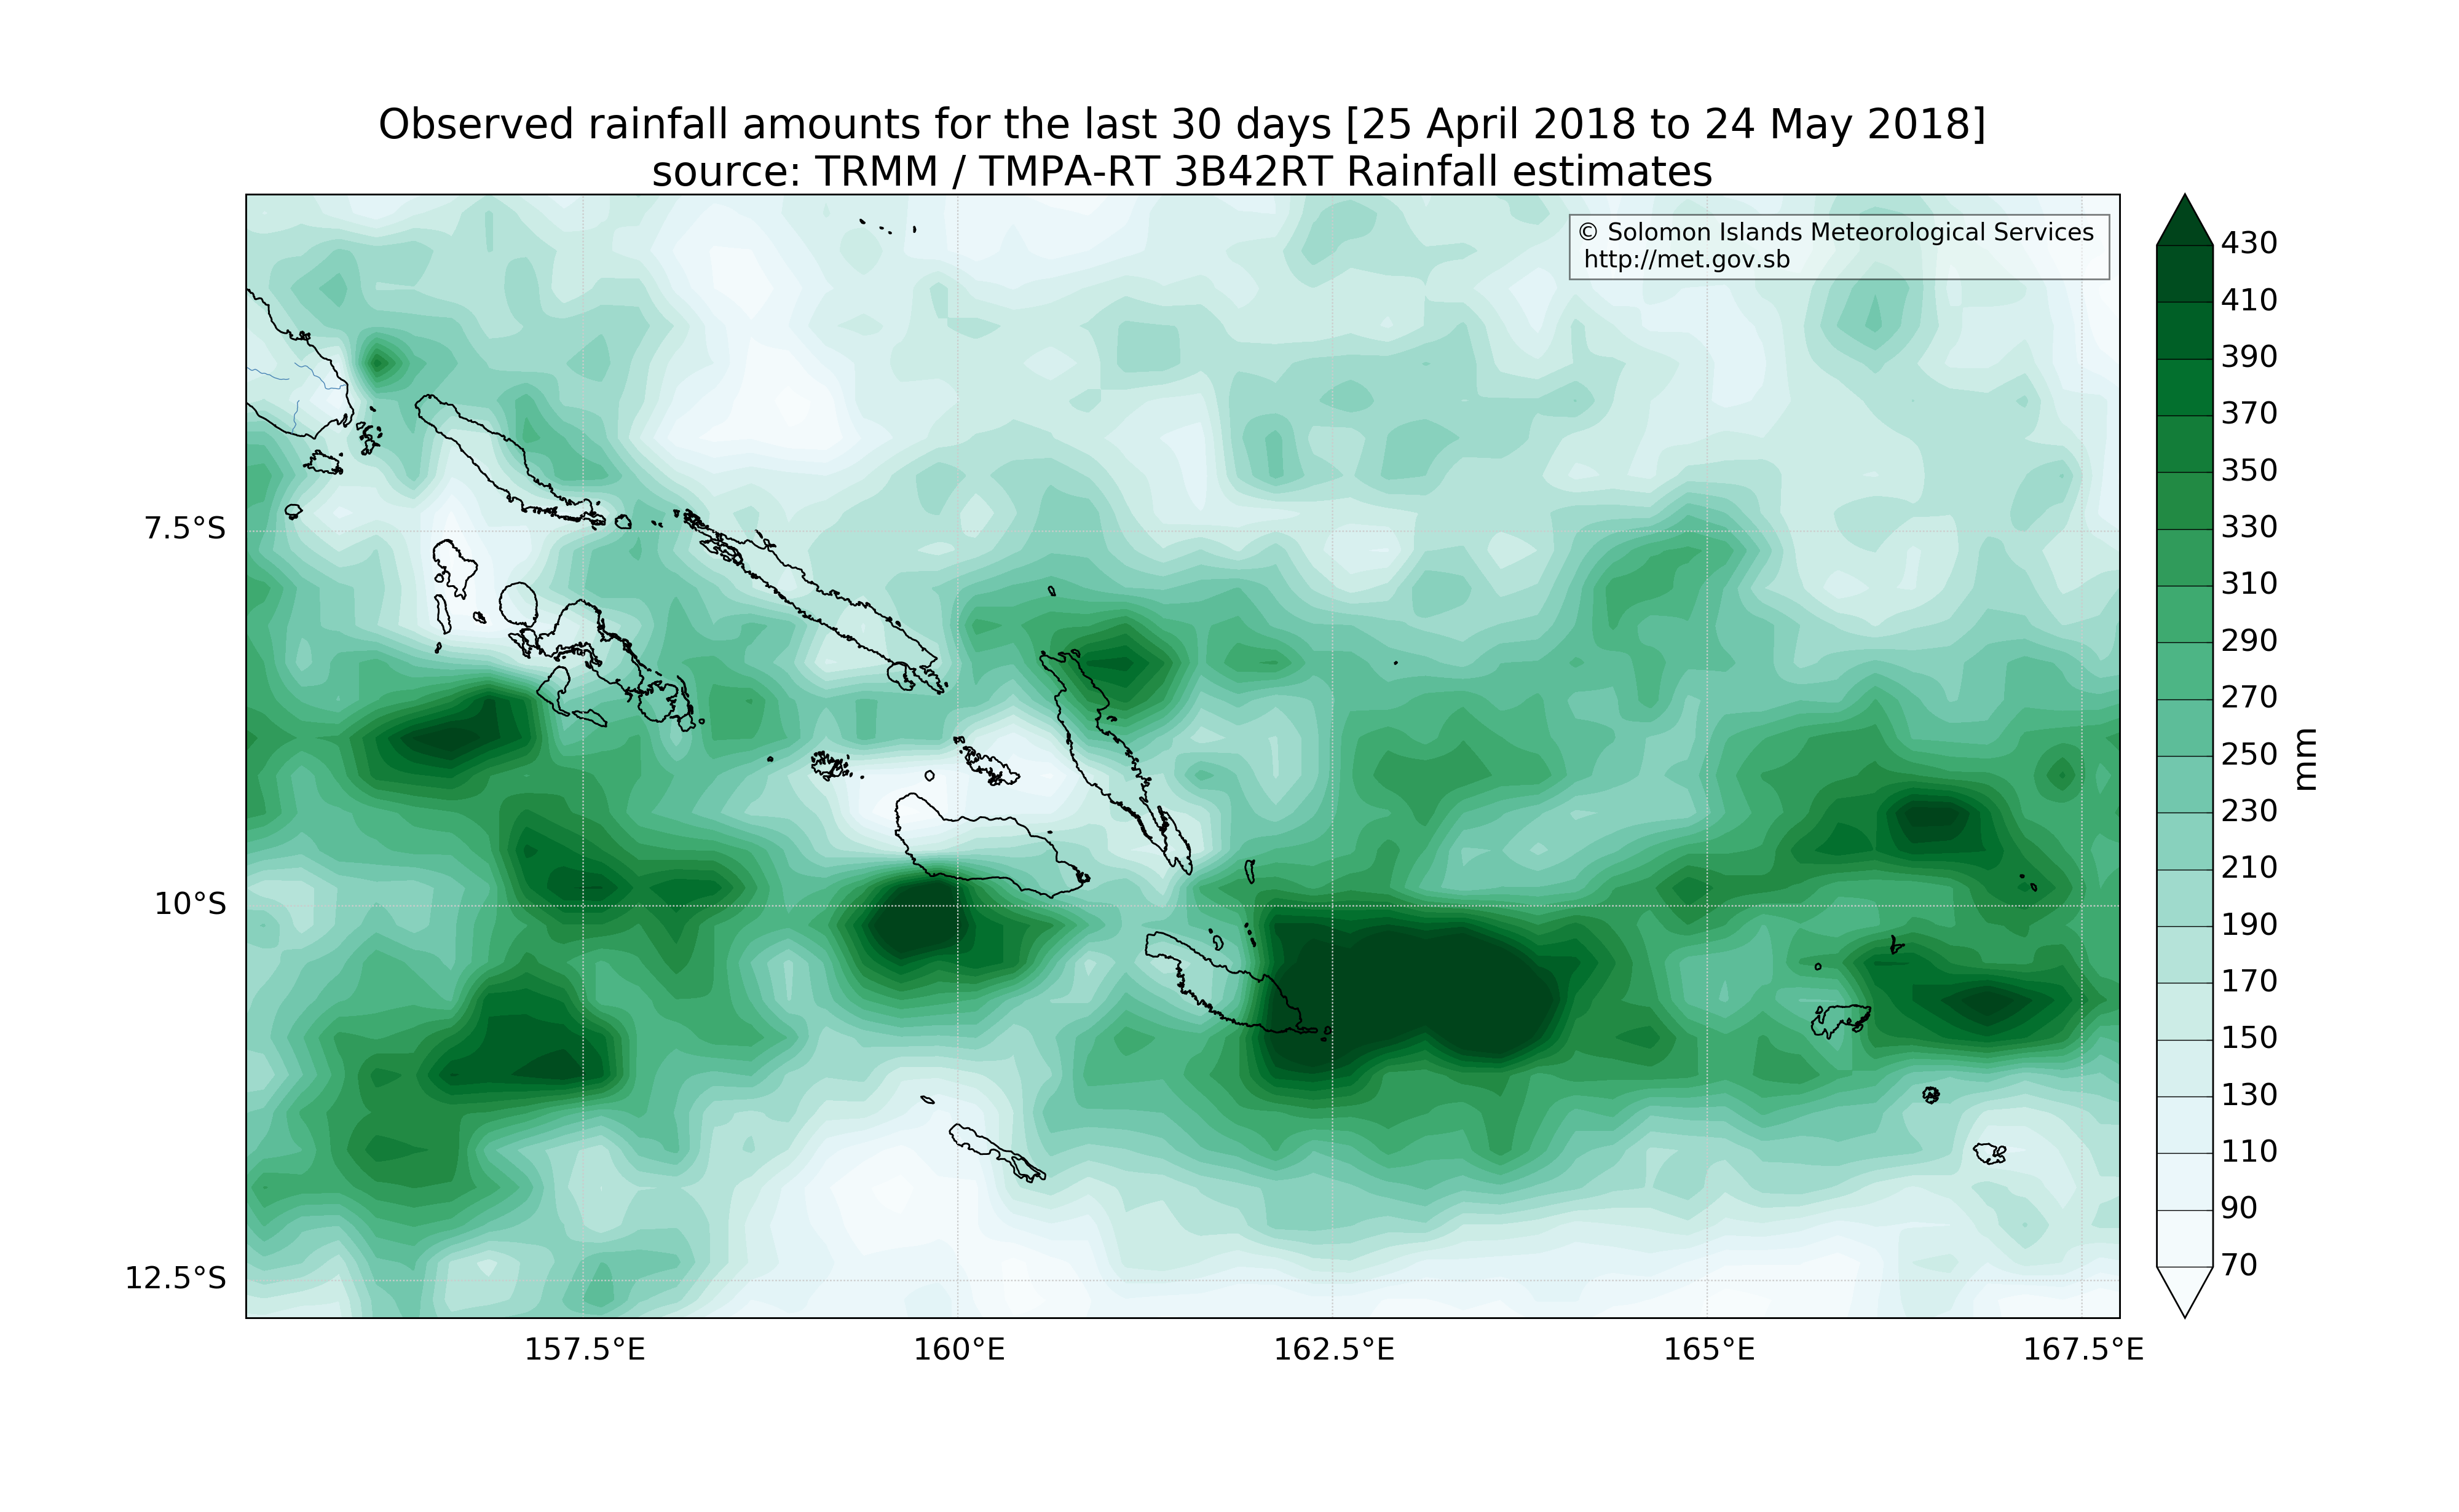 Observed rainfall amounts for the last 30 days [25 April 2018 to 24 May 2018]
source: TRMM / TMPA-RT 3B42RT Rainfall estimates
© Solomon Islands Meteorological Services
http://met.gov.sb
7.5°S
10°S
12.5°S
157.5°E
160°E
162.5°E
165°E
167.5°E
430
410
390
370
350
330
310
290
270
250
230
210
190
170
150
130
110
90
70
mm